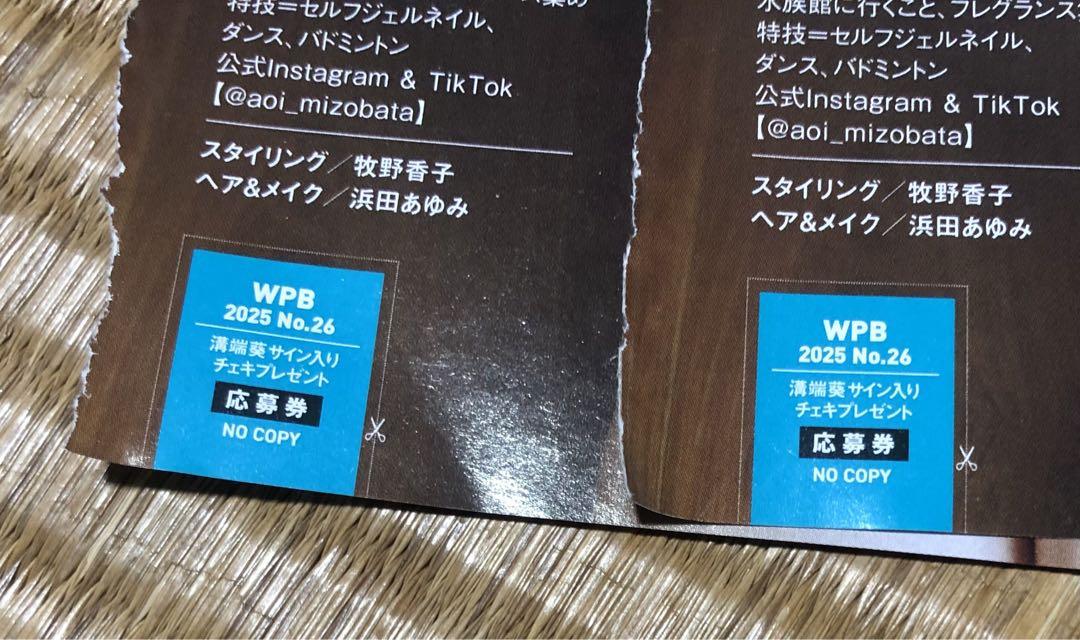 特技=セルフジェルネイル、
ダンス、バドミントン
公式Instagram & TikTok
【@aoi_mizobata】
スタイリング／牧野香子
ヘア&メイク／浜田あゆみ
WPB
2025 No.26
溝端葵サイン入り
チェキプレゼント
応募券
NO COPY
水族館に行くこと、フレグランス
特技=セルフジェルネイル、
ダンス、バドミントン
公式Instagram & TikTok
【@aoi_mizobata】
スタイリング／牧野香子
ヘア&メイク／浜田あゆみ
WPB
2025 No.26
溝端葵サイン入り
チェキプレゼント
応募券
NO COPY